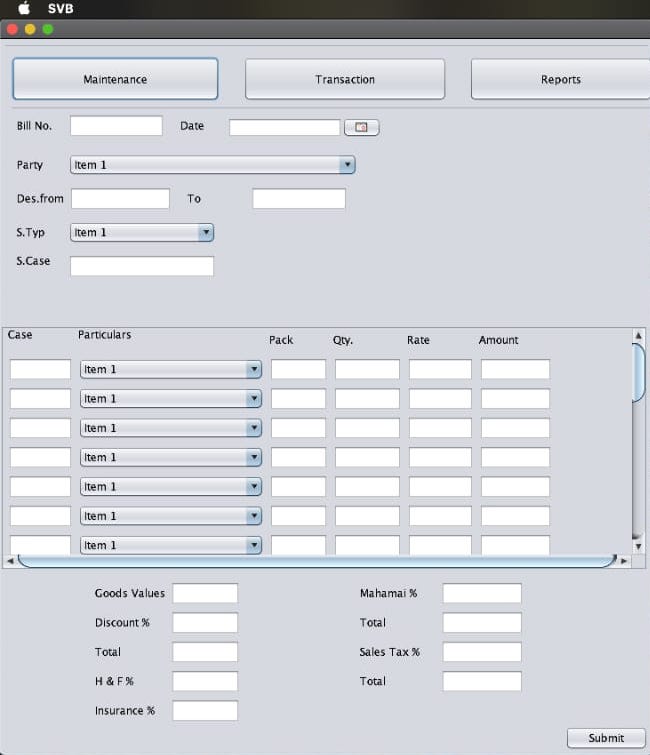 SVB
Maintenance Transaction Reports
Bill No. Date
Party Item 1
Des.from To
S.Typ Item 1
S.Case
Case Particulars Pack Qty. Rate Amount
Item 1
Item 1
Item 1
Item 1
Item 1
Item 1
Item 1
Goods Values Mahamai %
Discount % Total
Total Sales Tax %
H & F % Total
Insurance %
Submit